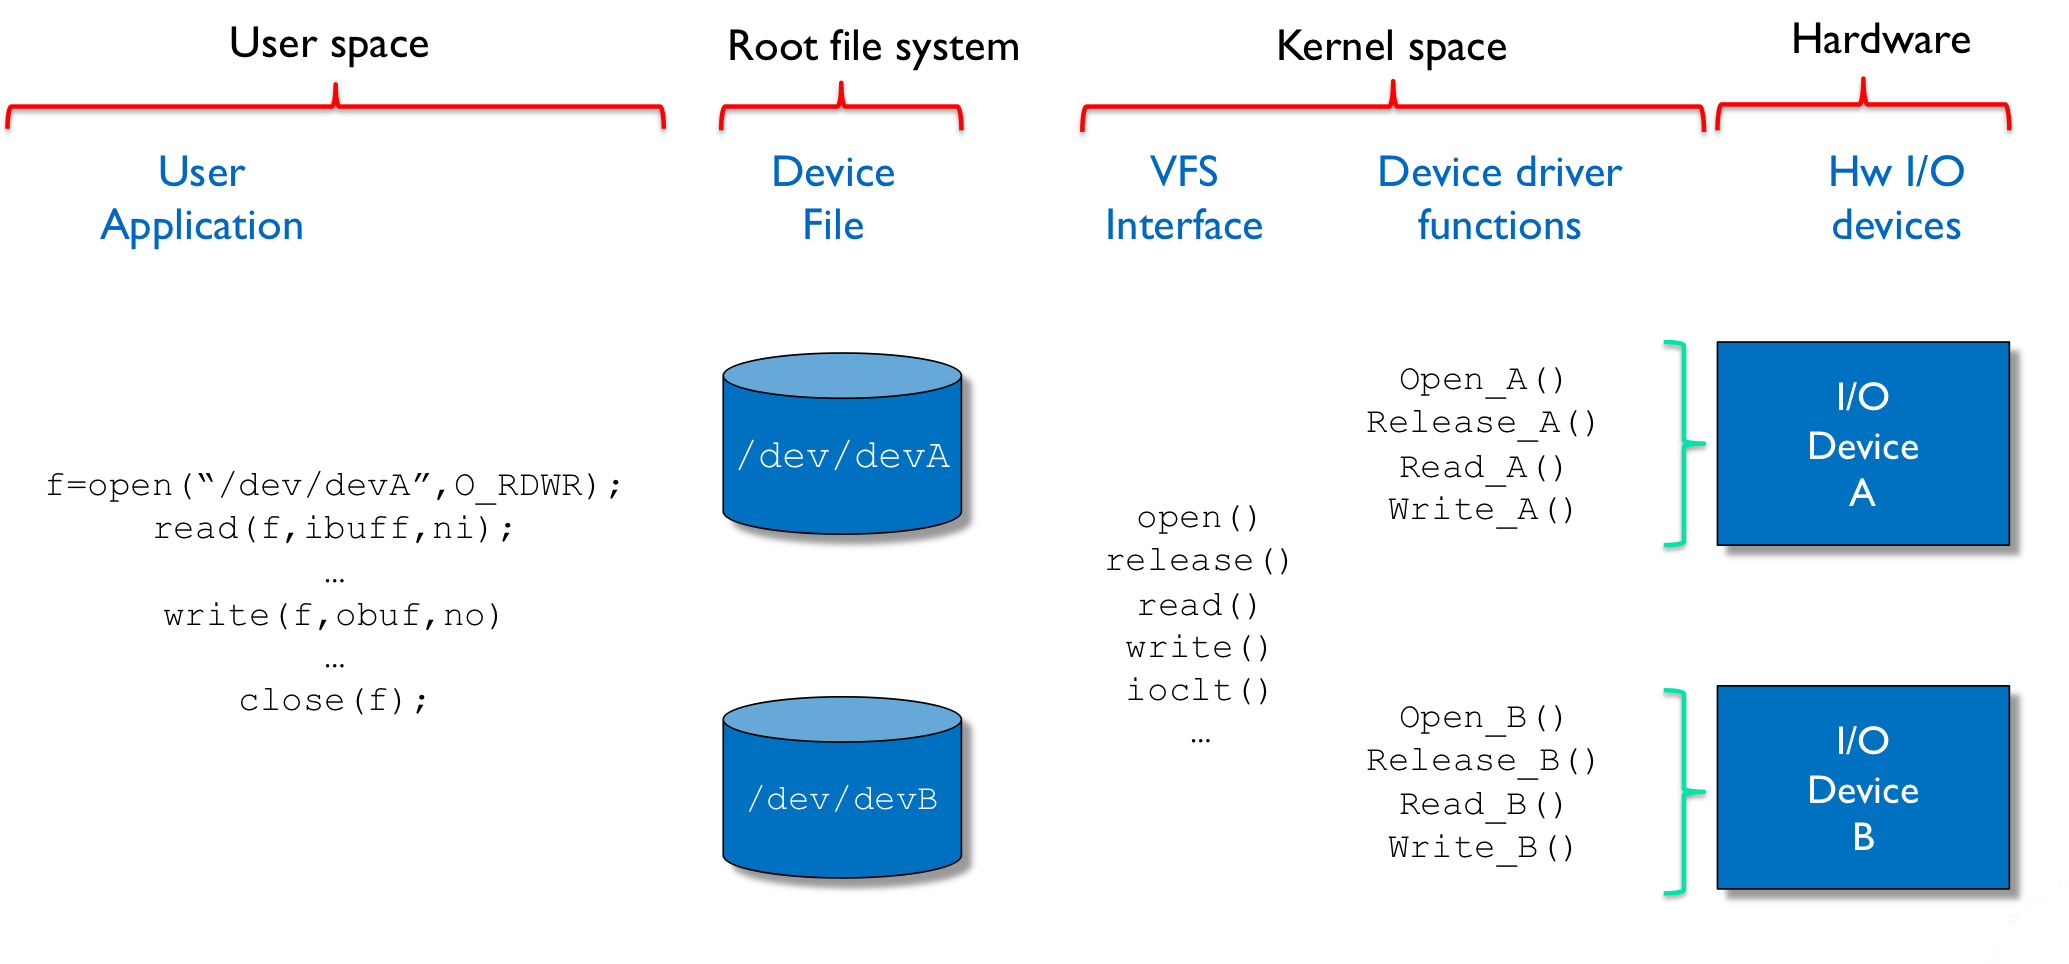 User space
Root file system
Kernel space
Hardware
User
Application
Device
File
VFS
Interface
Device driver
functions
Hw I/O
devices
f=open(“/dev/devA”,O_RDWR);
read(f,ibuff,ni);
…
write(f,obuf,no)
…
close(f);
/dev/devA
/dev/devB
open()
release()
read()
write()
ioclt()
…
Open_A()
Release_A()
Read_A()
Write_A()
Open_B()
Release_B()
Read_B()
Write_B()
I/O
Device
A
I/O
Device
B